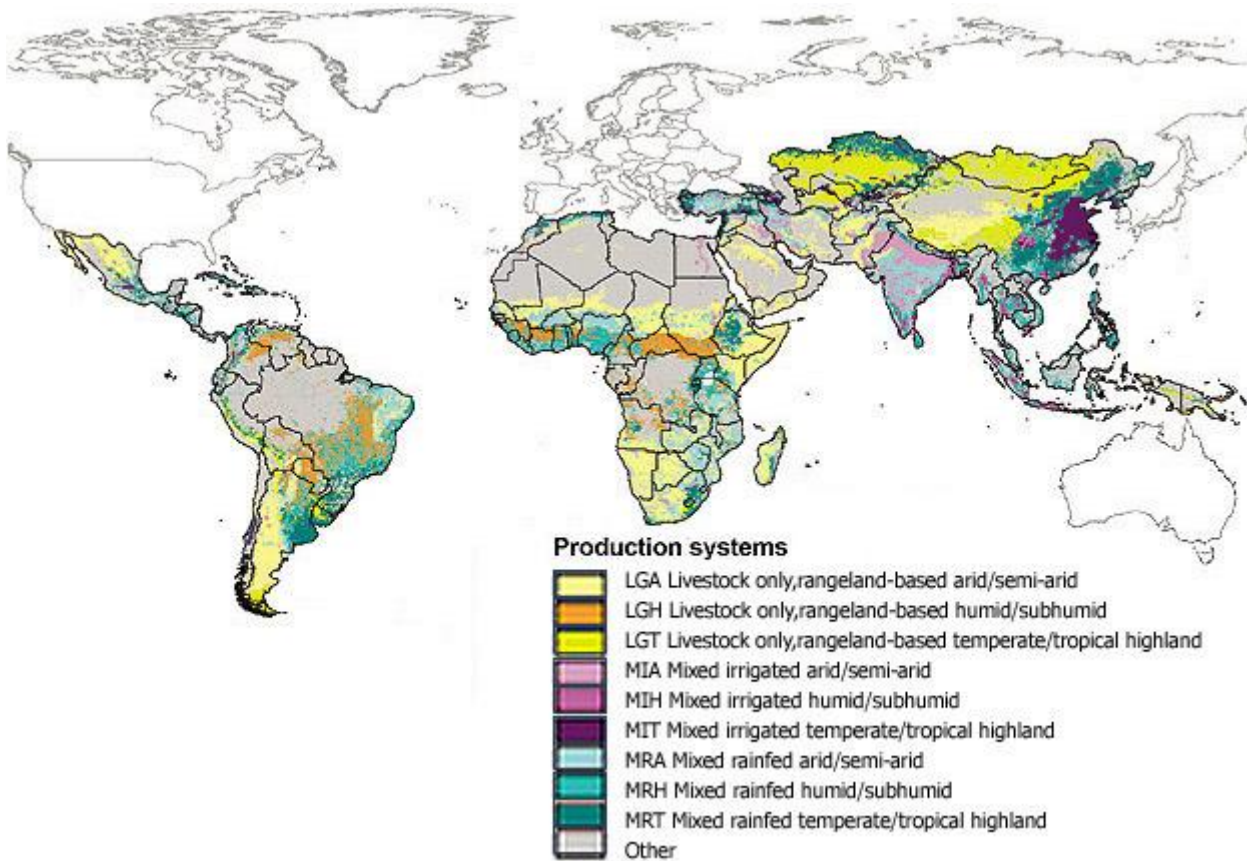 Production systems
LGA Livestock only,rangeland-based arid/semi-arid
LGH Livestock only,rangeland-based humid/subhumid
LGT Livestock only,rangeland-based temperate/tropical highland
MIA Mixed irrigated arid/semi-arid
MIH Mixed irrigated humid/subhumid
MIT Mixed irrigated temperate/tropical highland
MRA Mixed rainfed arid/semi-arid
MRH Mixed rainfed humid/subhumid
MRT Mixed rainfed temperate/tropical highland
Other